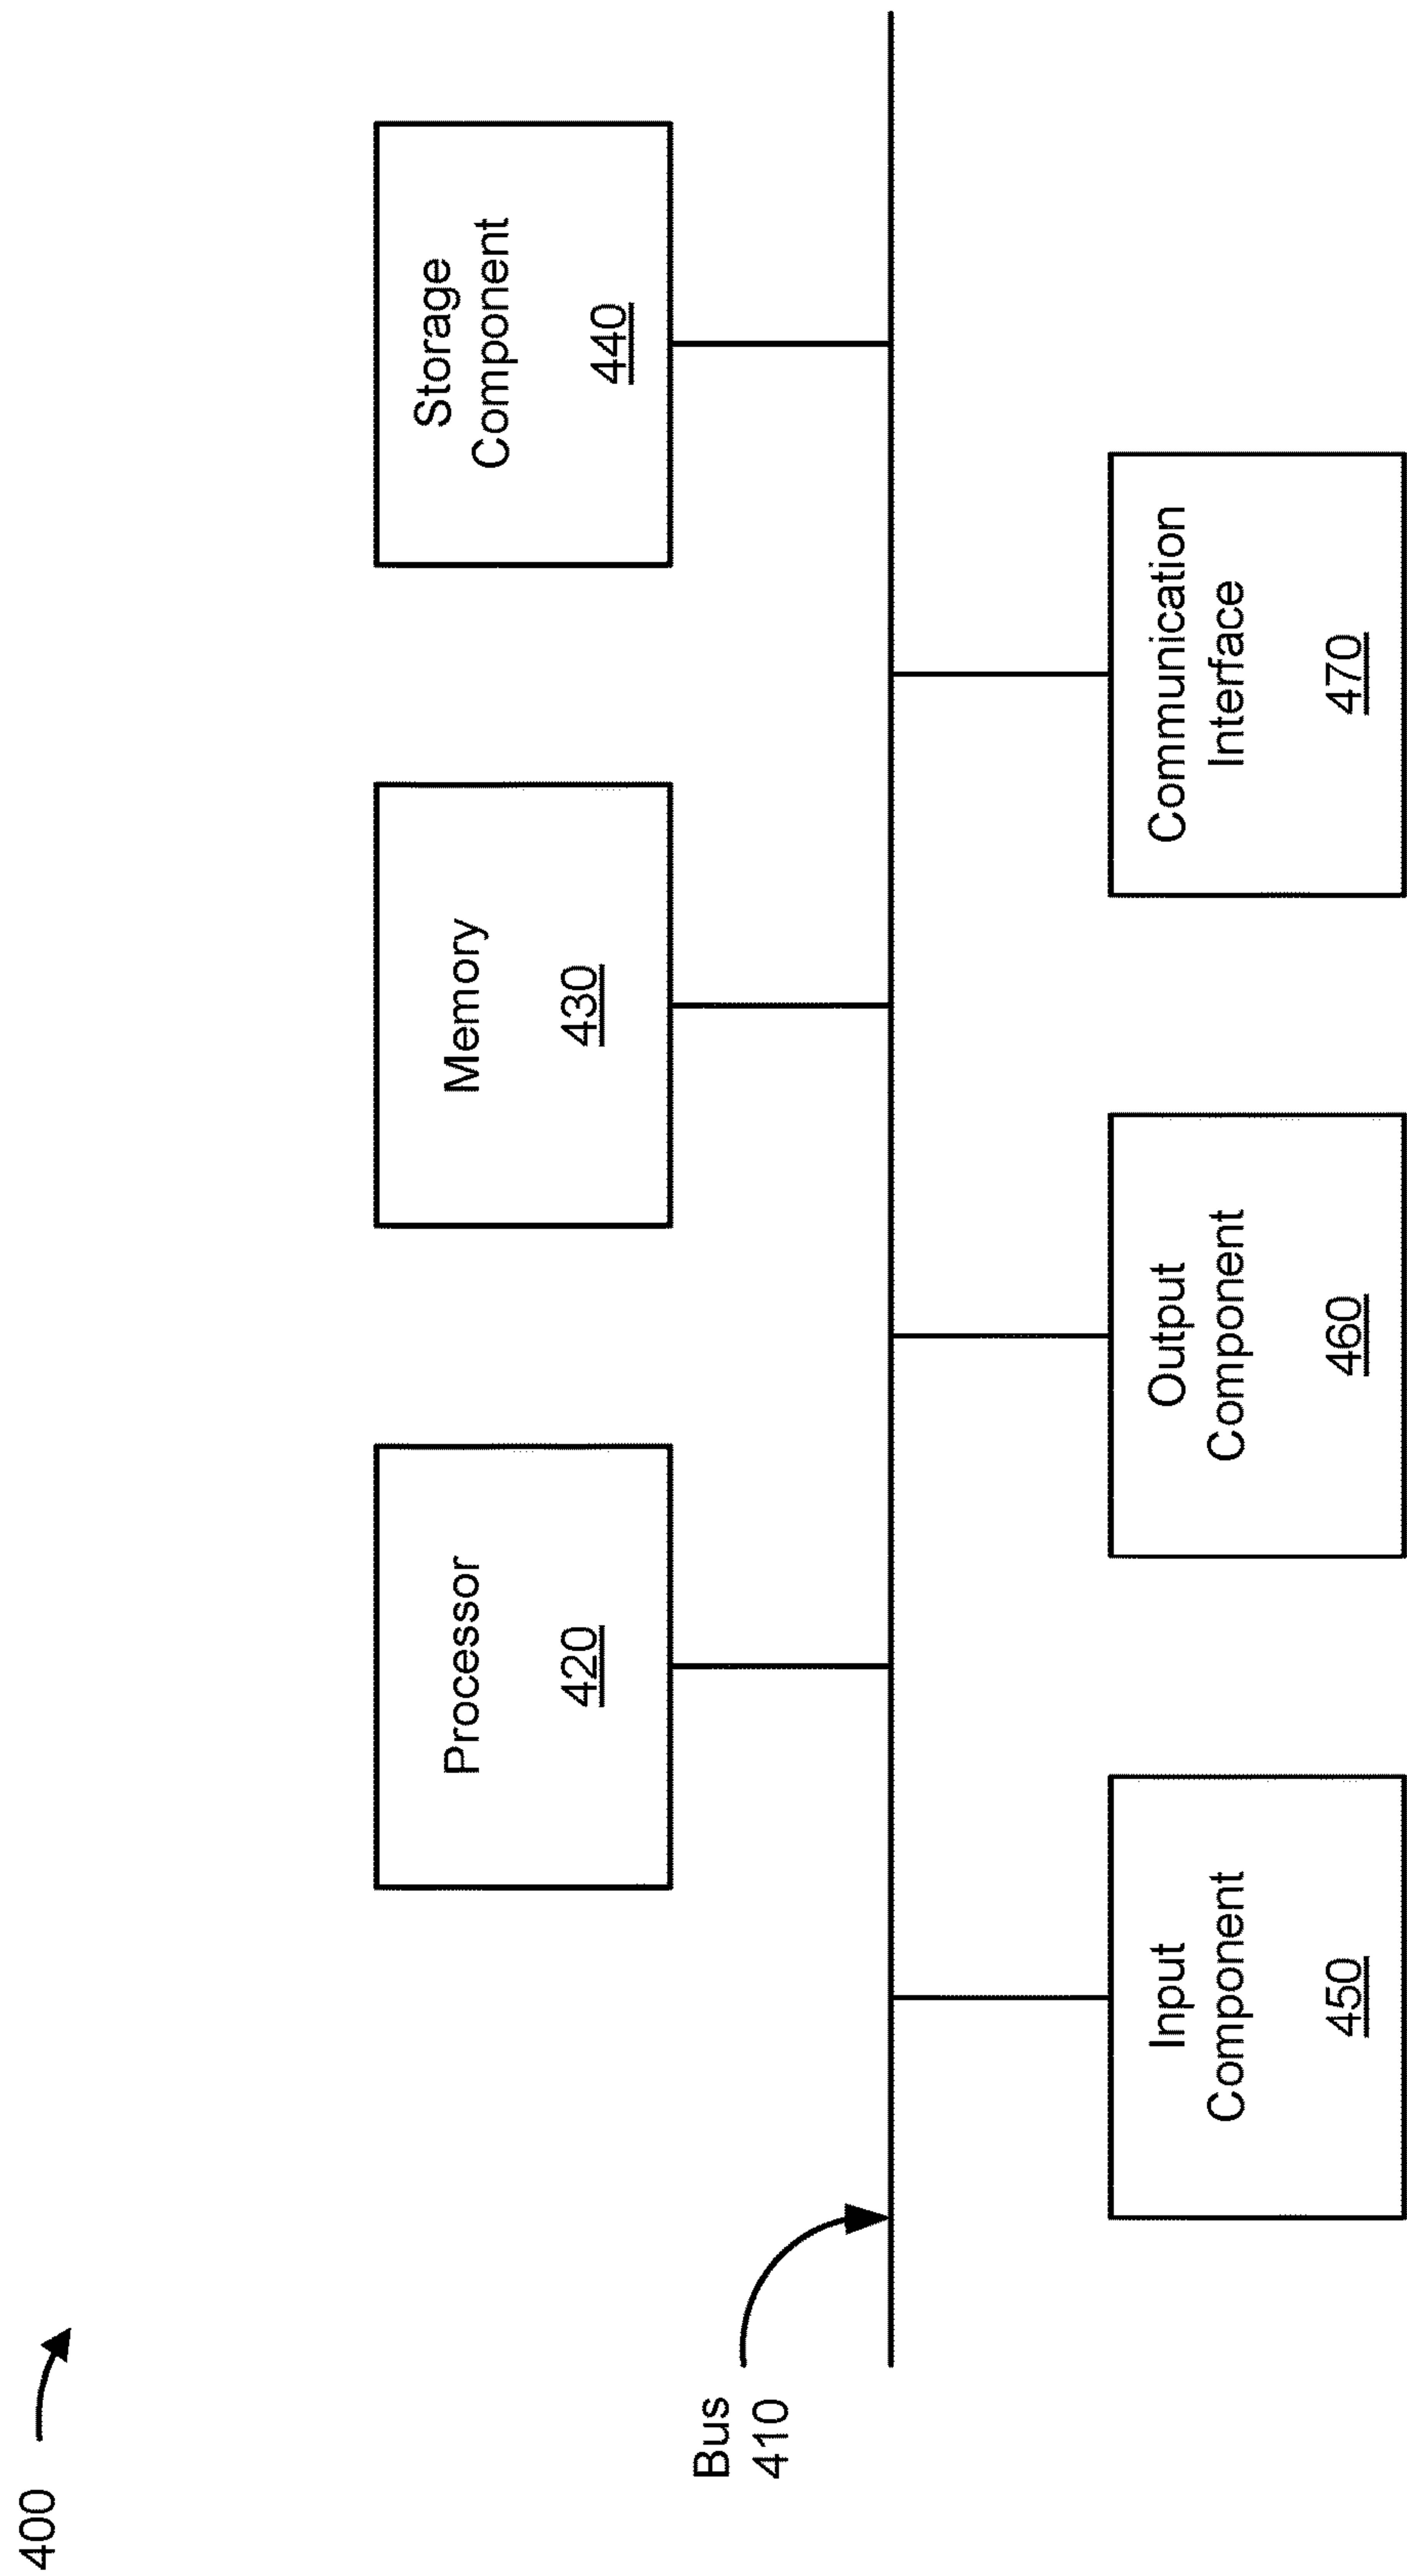 400
Processor
420
Memory
430
Storage
Component
440
Bus
410
Input
Component
450
Output
Component
460
Communication
Interface
470